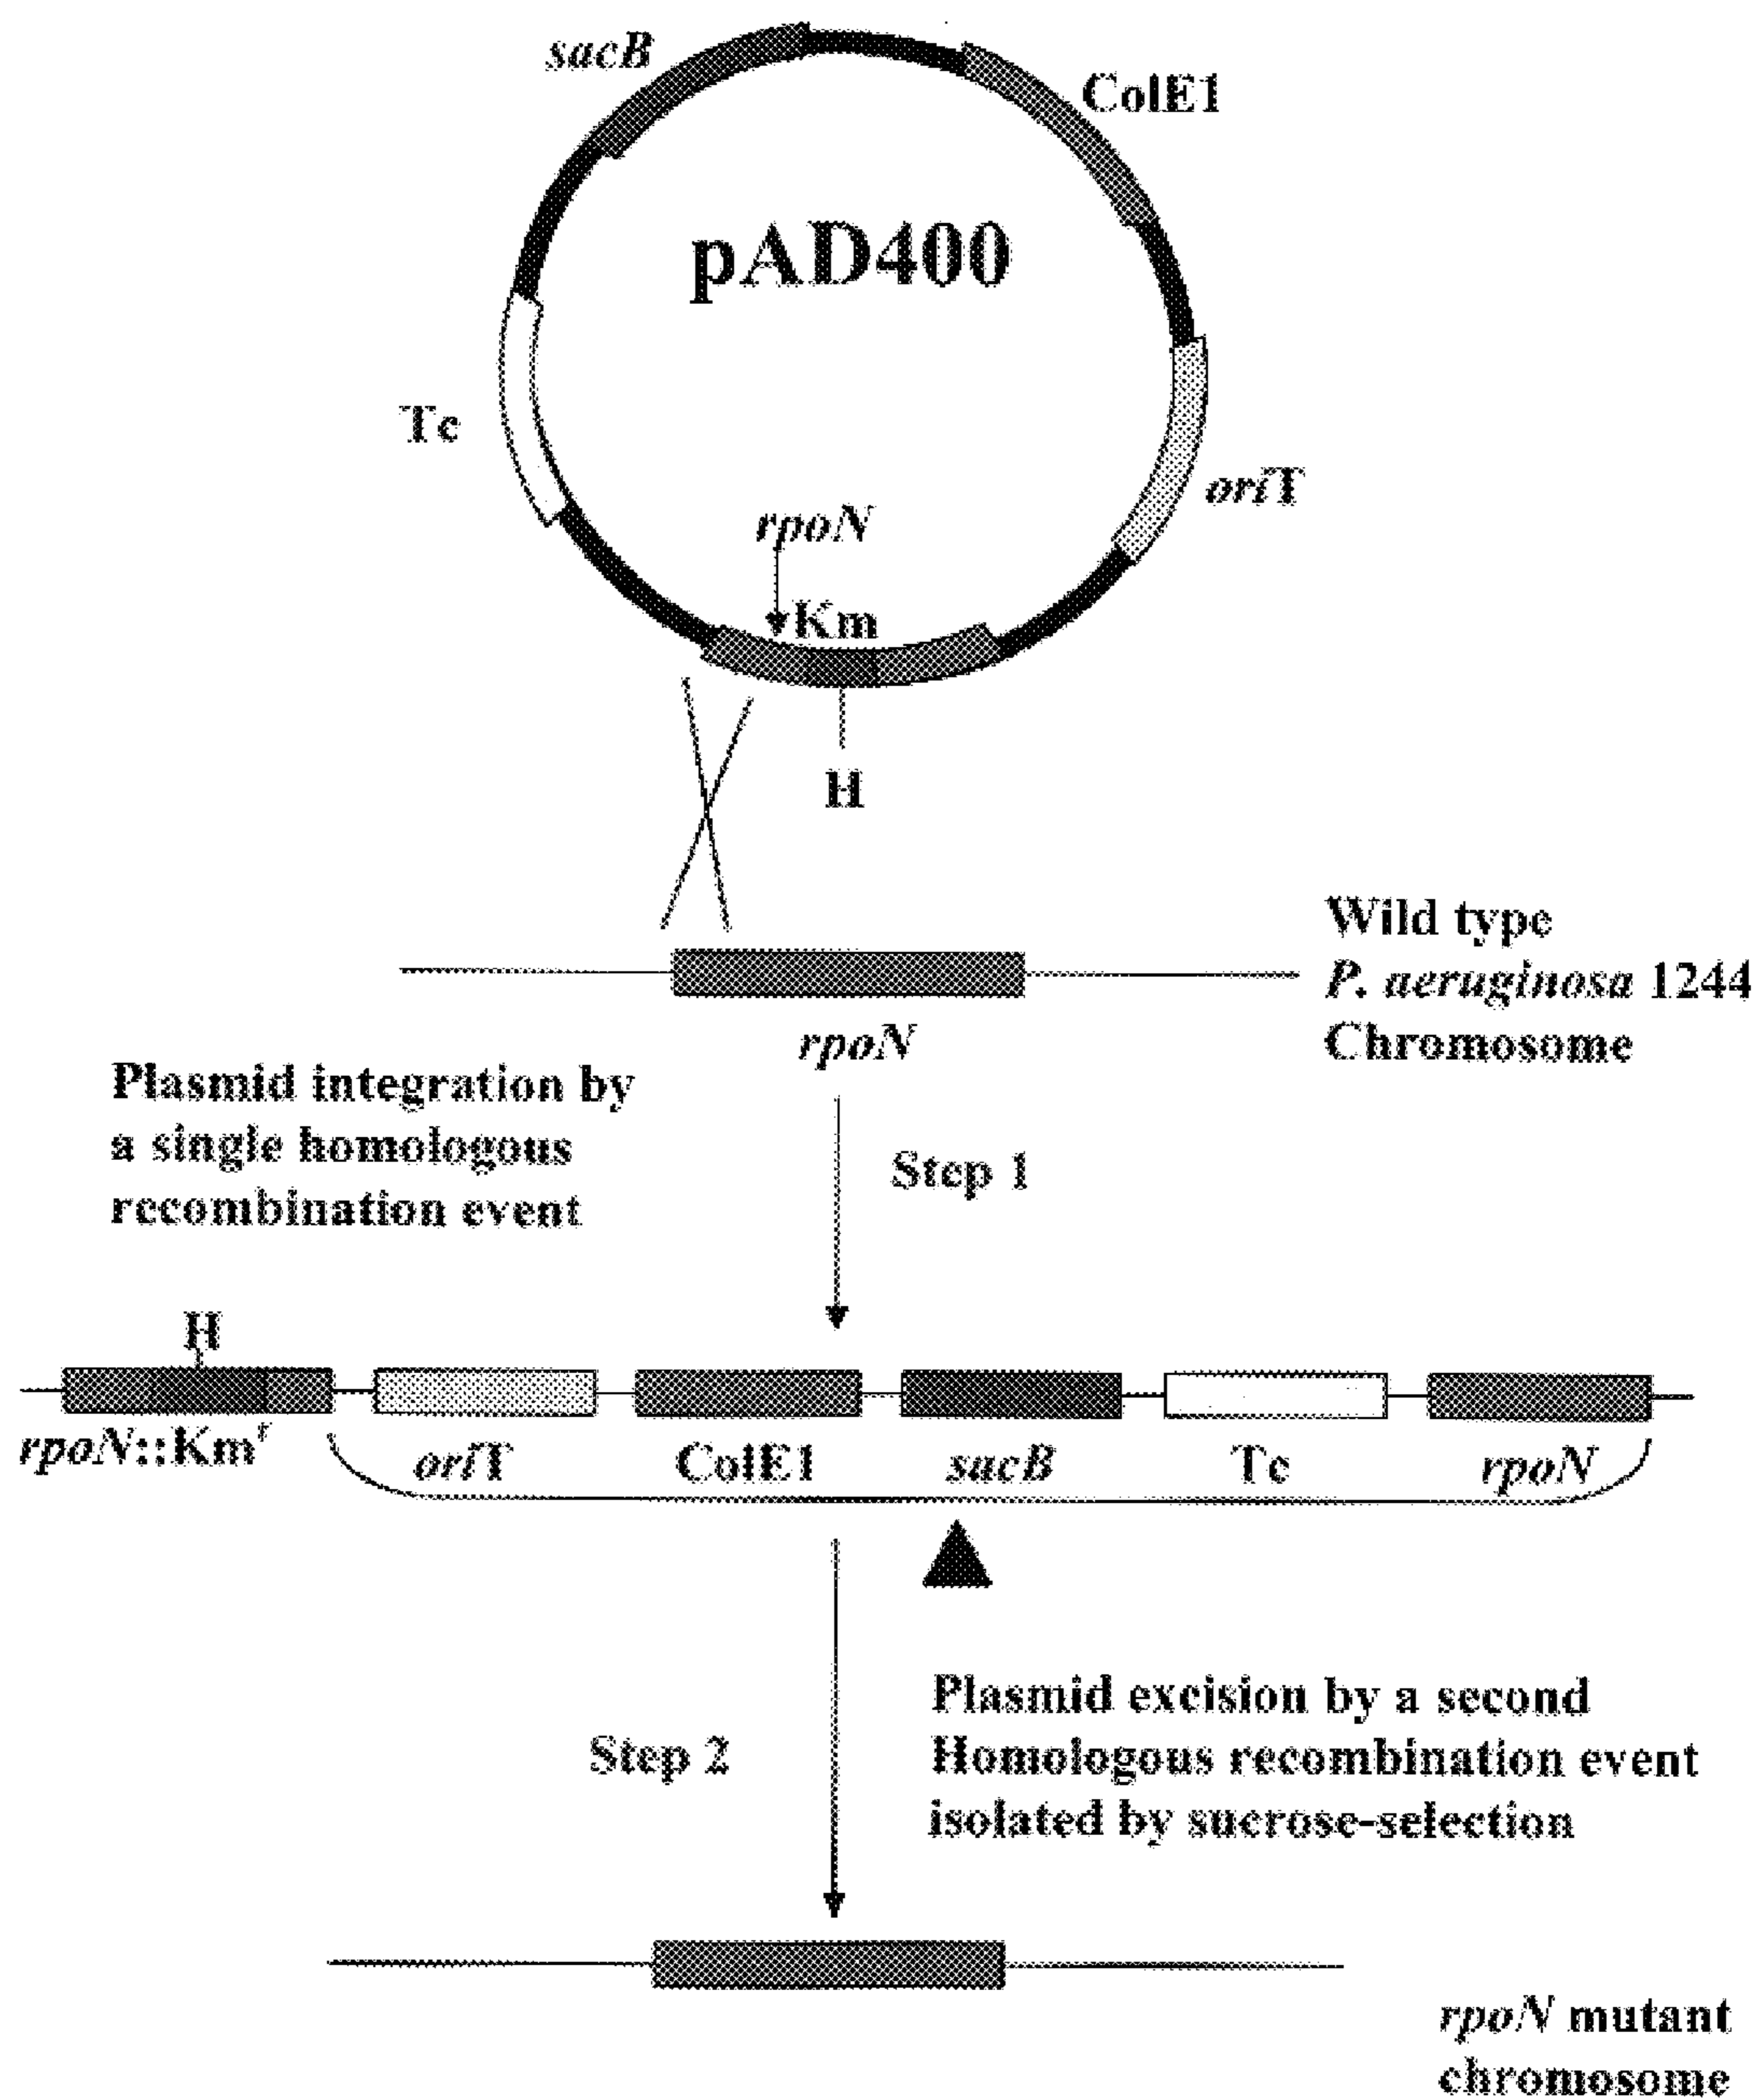 sacB
ColE1
pAD400
Tc
oriT
rpoN
Km
H
Wild type
P. aeruginosa 1244
Chromosome
rpoN
Plasmid integration by
a single homologous
recombination event
Step 1
H
rpoN::Kmʳ
oriT
ColE1
sacB
Tc
rpoN
Step 2
Plasmid excision by a second
Homologous recombination event
isolated by sucrose-selection
rpoN mutant
chromosome